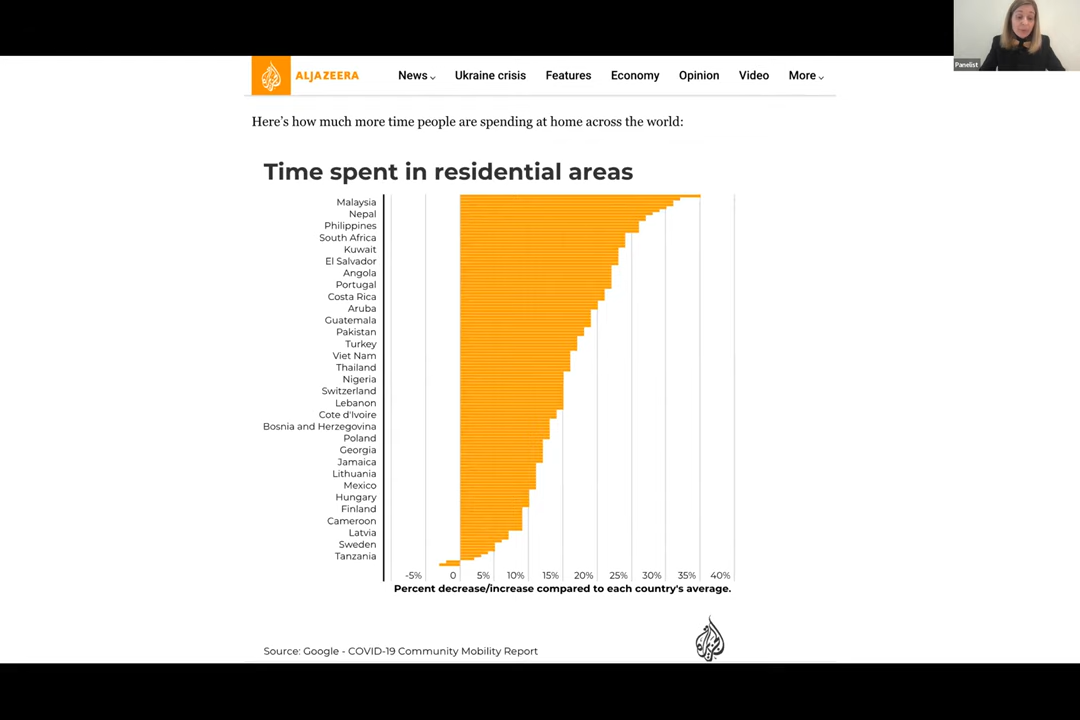 Panelist
ALJAZEERA News Ukraine crisis Features Economy Opinion Video More
Here's how much more time people are spending at home across the world:
Time spent in residential areas
Malaysia
Nepal
Philippines
South Africa
Kuwait
El Salvador
Angola
Portugal
Costa Rica
Aruba
Guatemala
Pakistan
Turkey
Viet Nam
Thailand
Nigeria
Switzerland
Lebanon
Cote d'Ivoire
Bosnia and Herzegovina
Poland
Georgia
Jamaica
Lithuania
Mexico
Hungary
Finland
Cameroon
Latvia
Sweden
Tanzania
-5% 0 5% 10% 15% 20% 25% 30% 35% 40%
Percent decrease/increase compared to each country's average.
Source: Google - COVID-19 Community Mobility Report